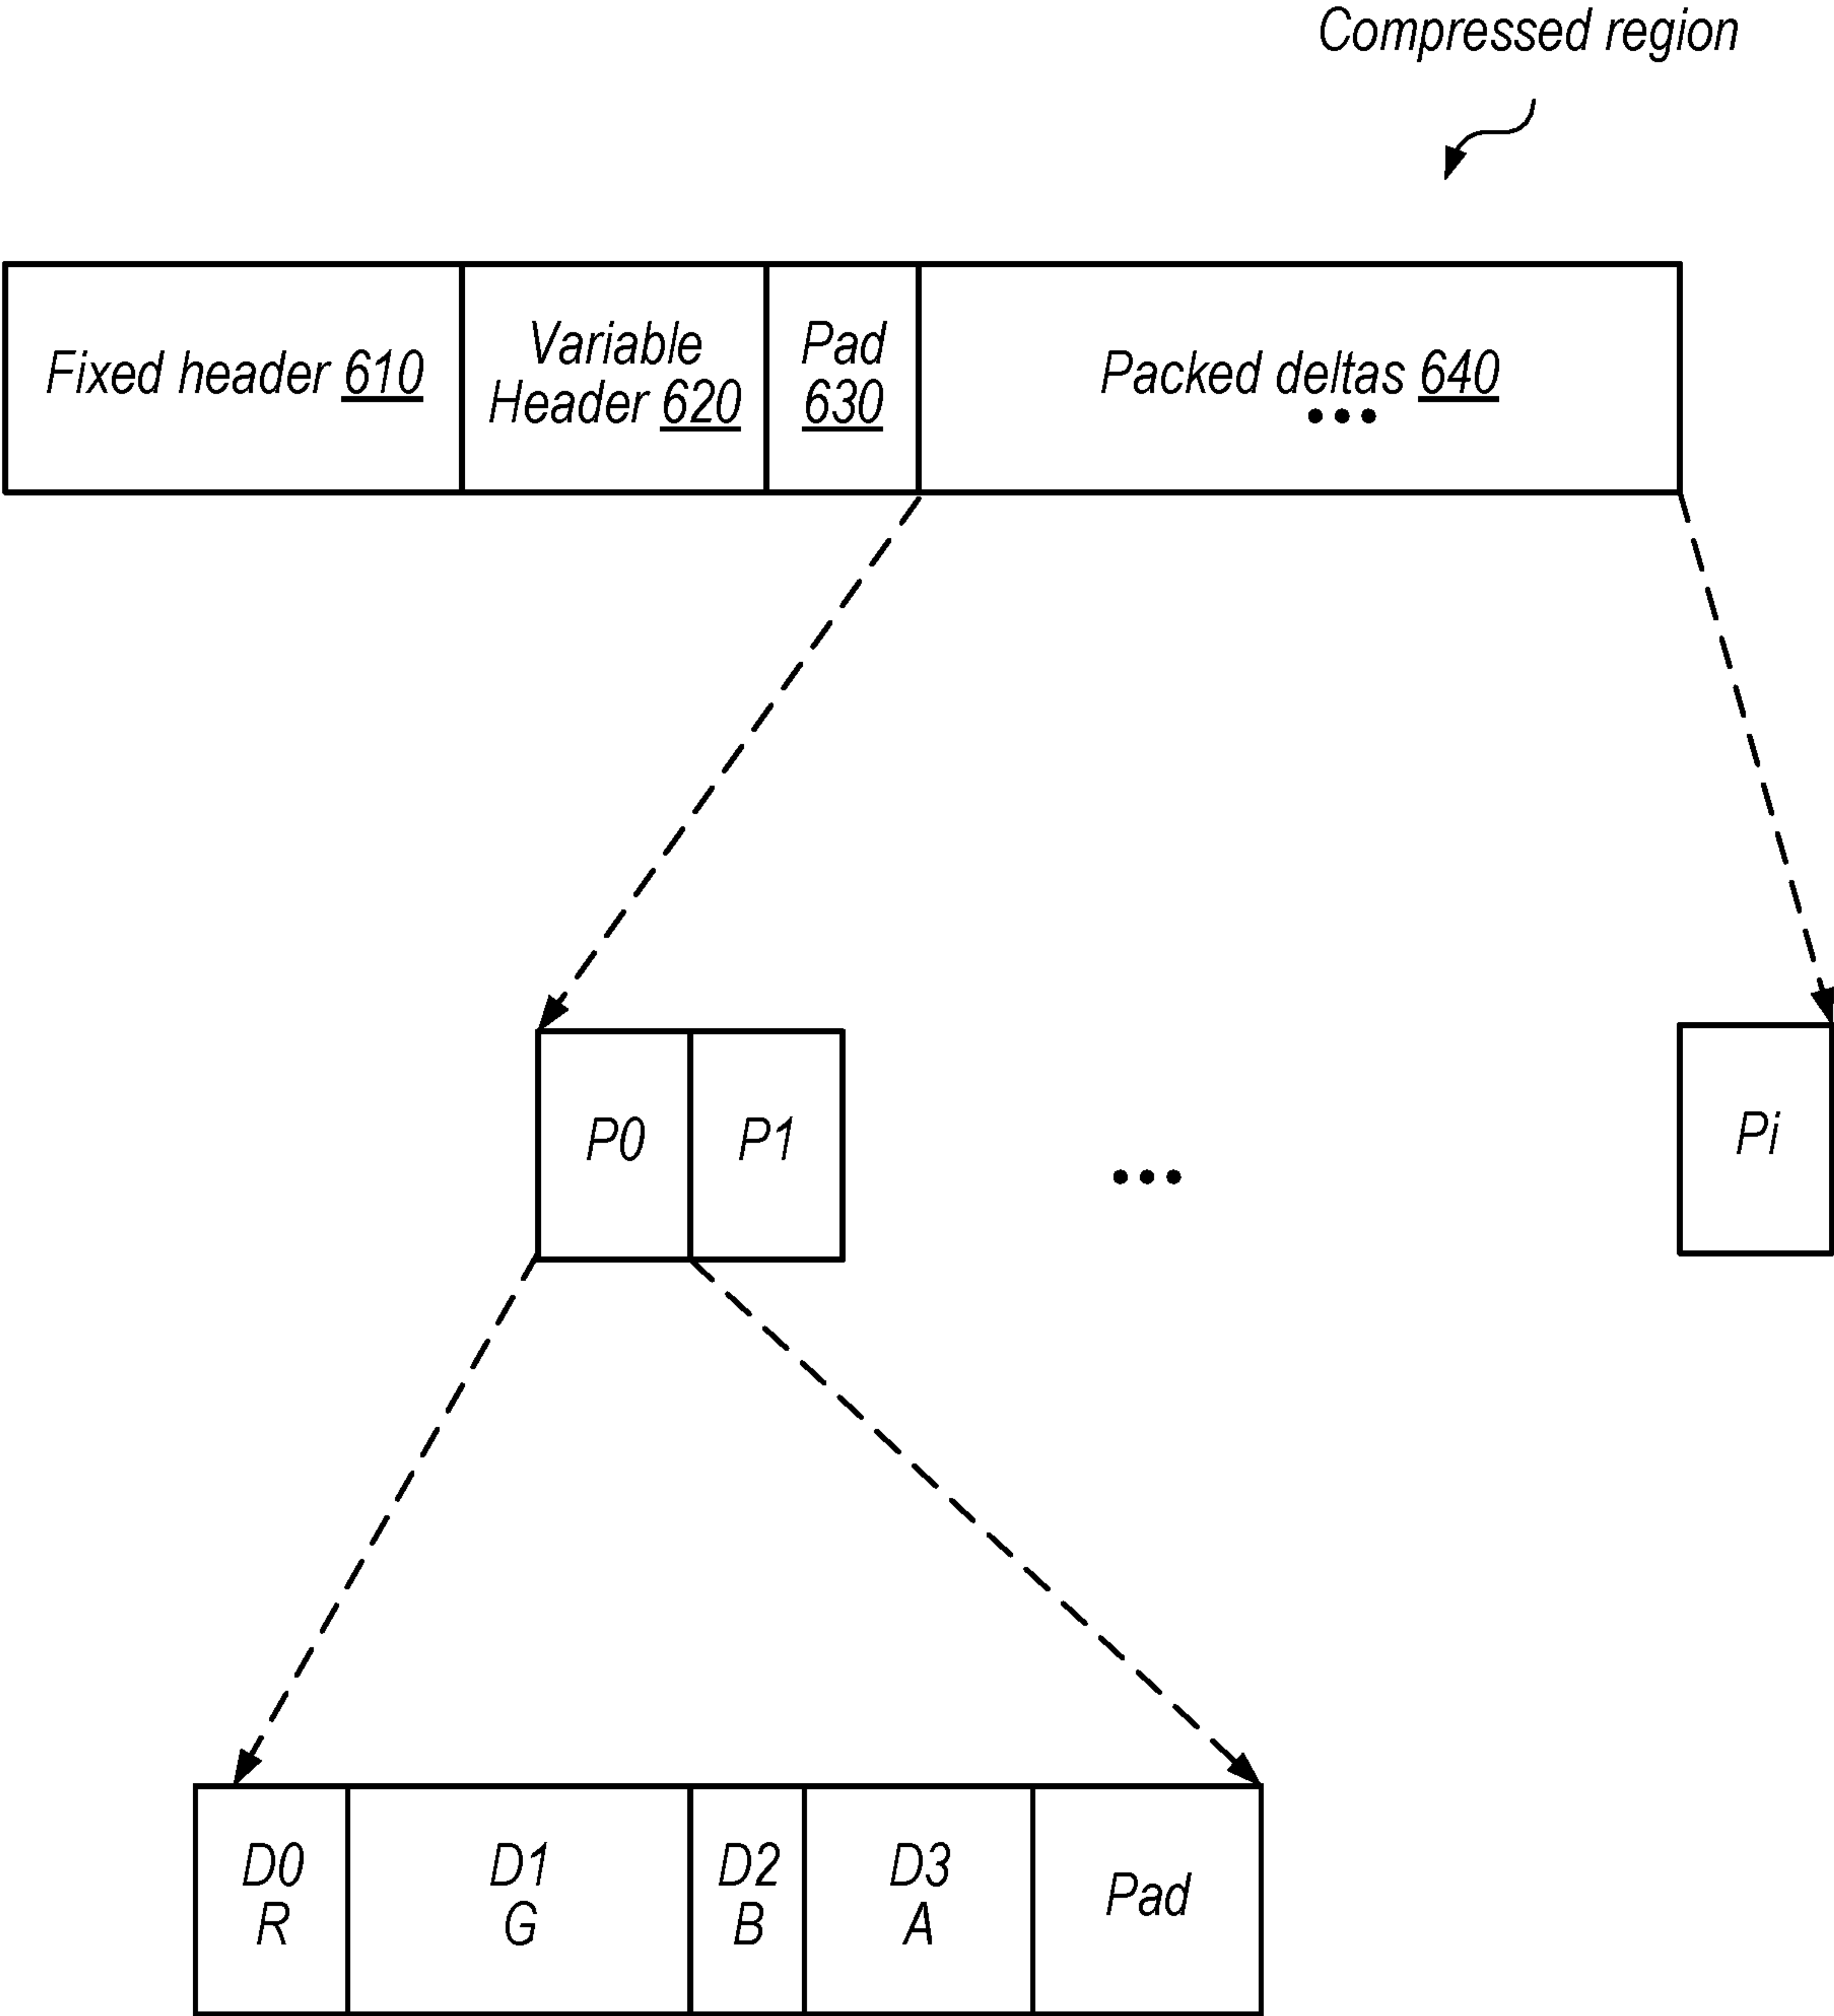 Compressed region
Fixed header 610
Variable
Header 620
Pad
630
Packed deltas 640
•••
P0
P1
•••
Pi
D0
R
D1
G
D2
B
D3
A
Pad